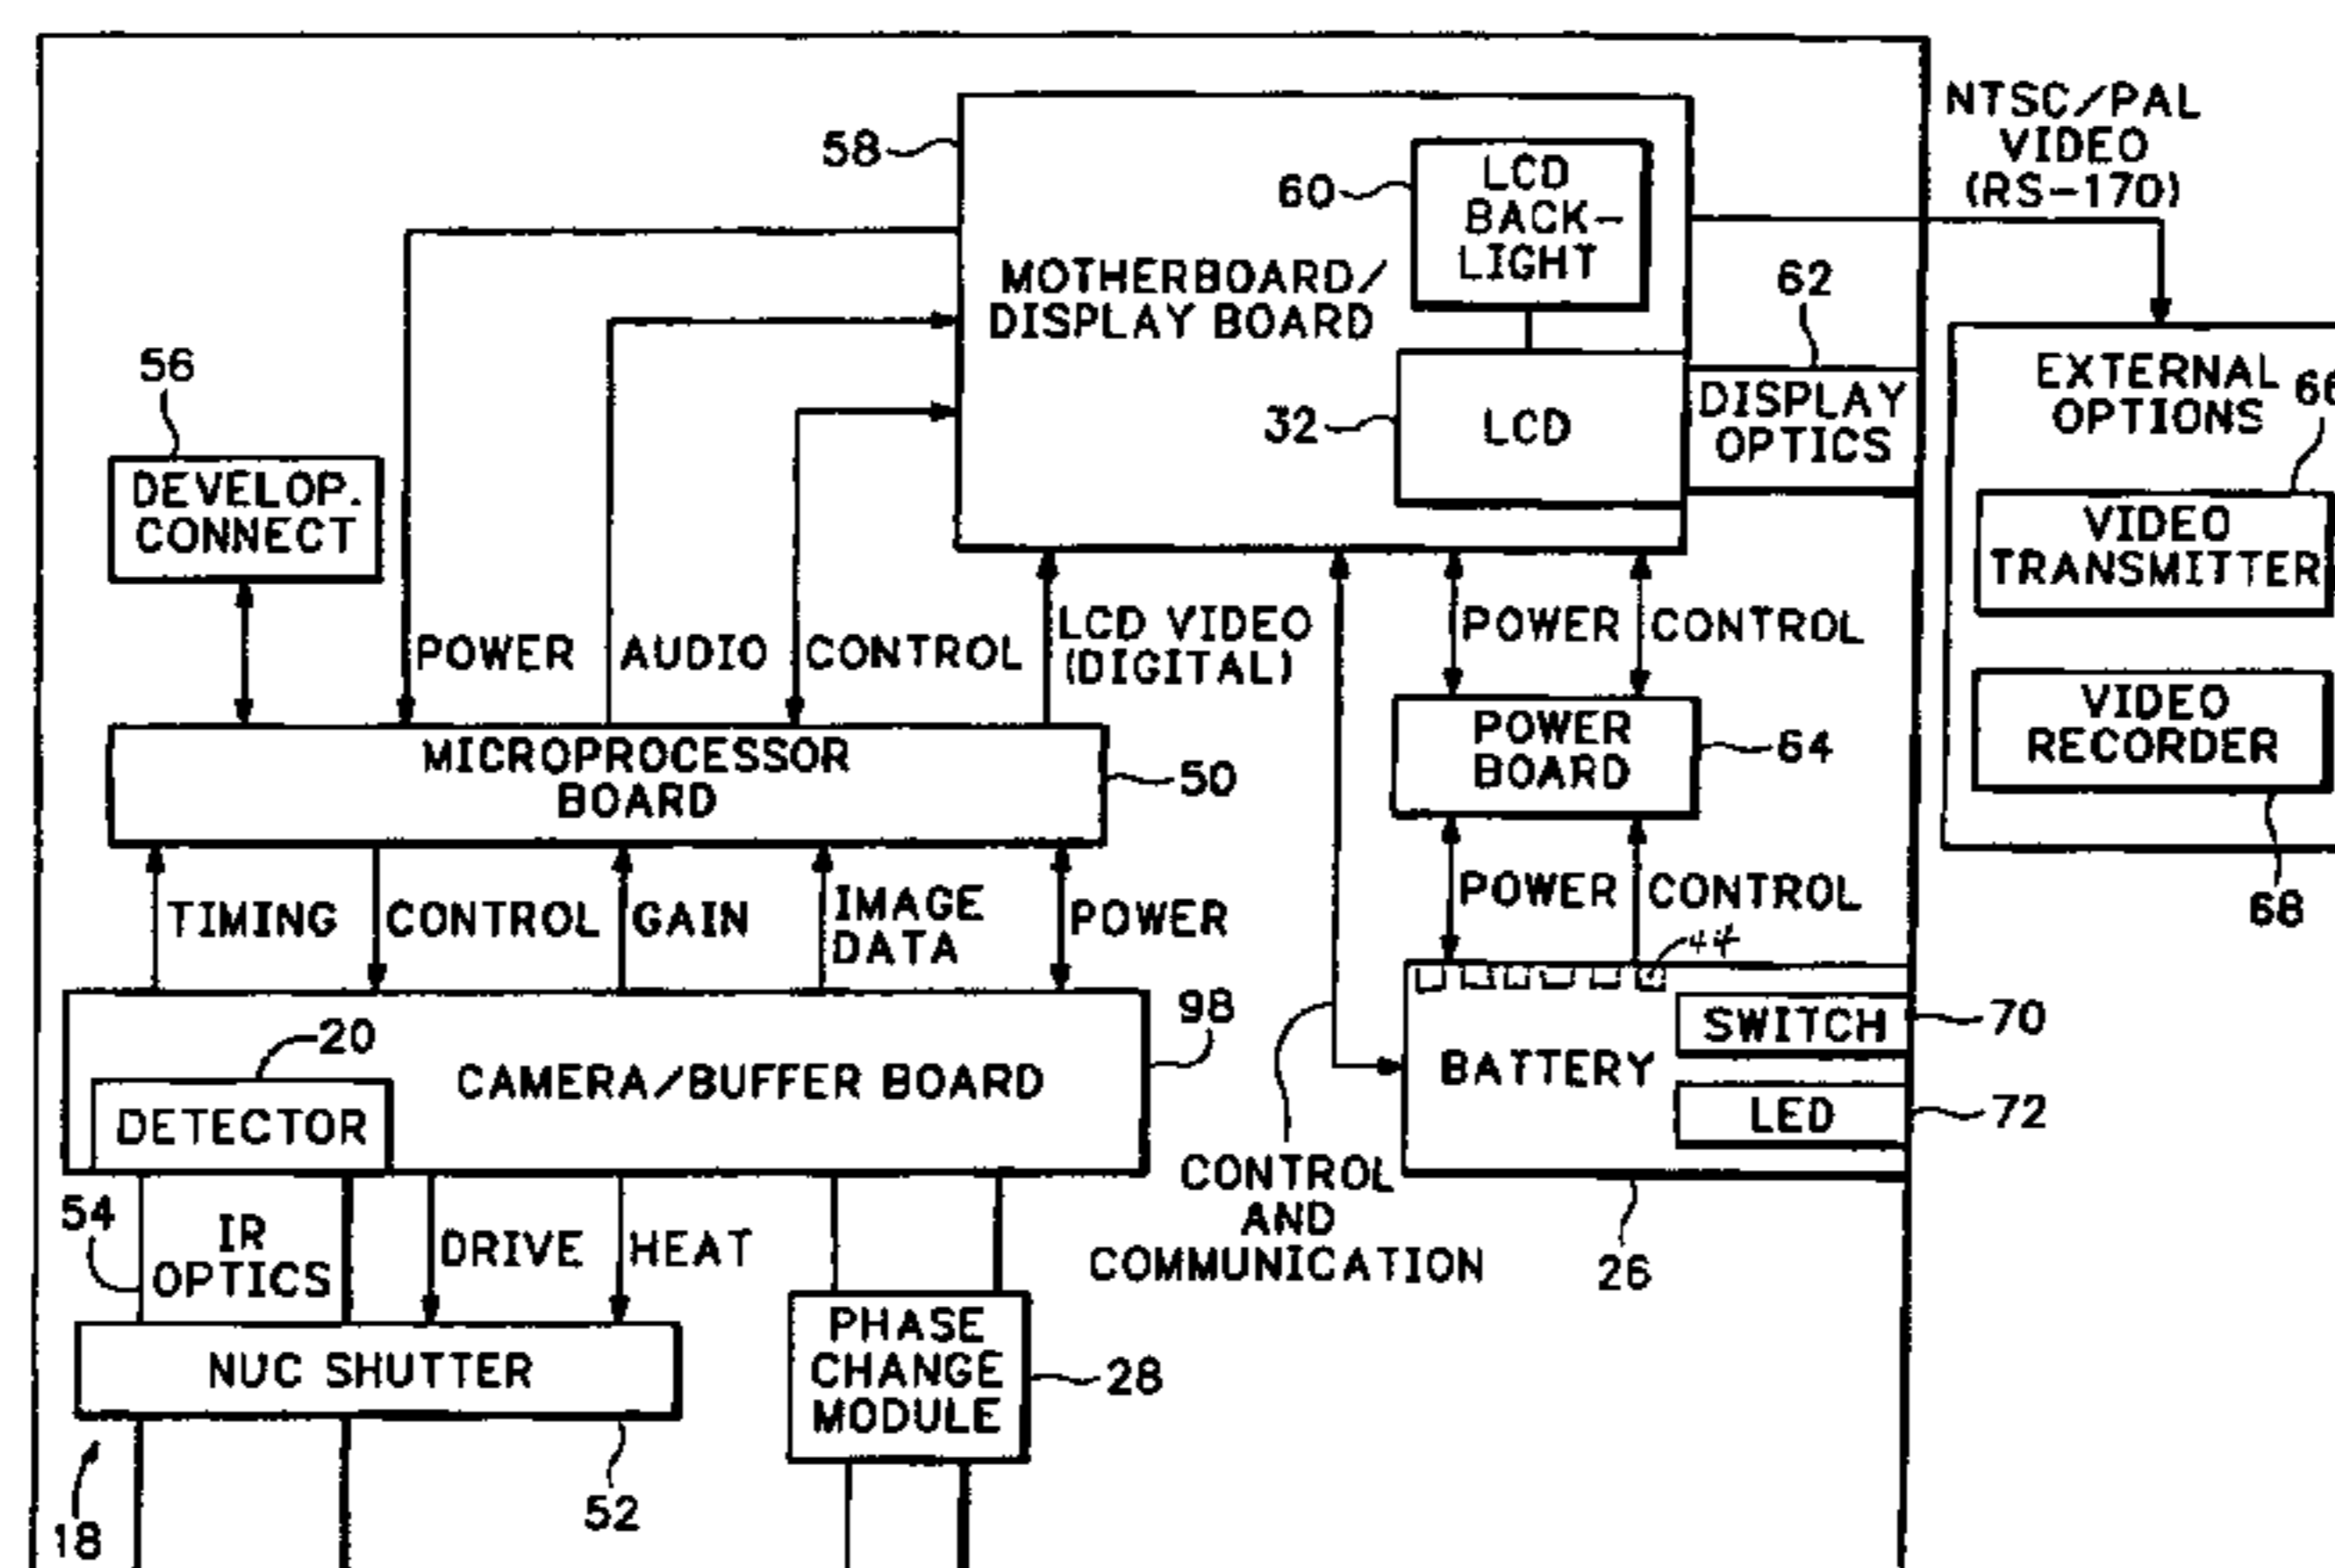 NTSC/PAL
VIDEO
(RS-170)
58
60
LCD
BACK-
LIGHT
MOTHERBOARD/
DISPLAY BOARD
62
56
32
LCD
DISPLAY
OPTICS
EXTERNAL
OPTIONS
DEVELOP.
CONNECT
VIDEO
TRANSMITTER
POWER
AUDIO
CONTROL
LCD VIDEO
(DIGITAL)
POWER
CONTROL
VIDEO
RECORDER
MICROPROCESSOR
BOARD
50
POWER
BOARD
64
68
TIMING
CONTROL
GAIN
IMAGE
DATA
POWER
POWER
CONTROL
44
20
98
CAMERA/BUFFER BOARD
DETECTOR
BATTERY
SWITCH
70
LED
72
54
IR
OPTICS
DRIVE
HEAT
CONTROL
AND
COMMUNICATION
26
NUC SHUTTER
PHASE
CHANGE
MODULE
28
18
52